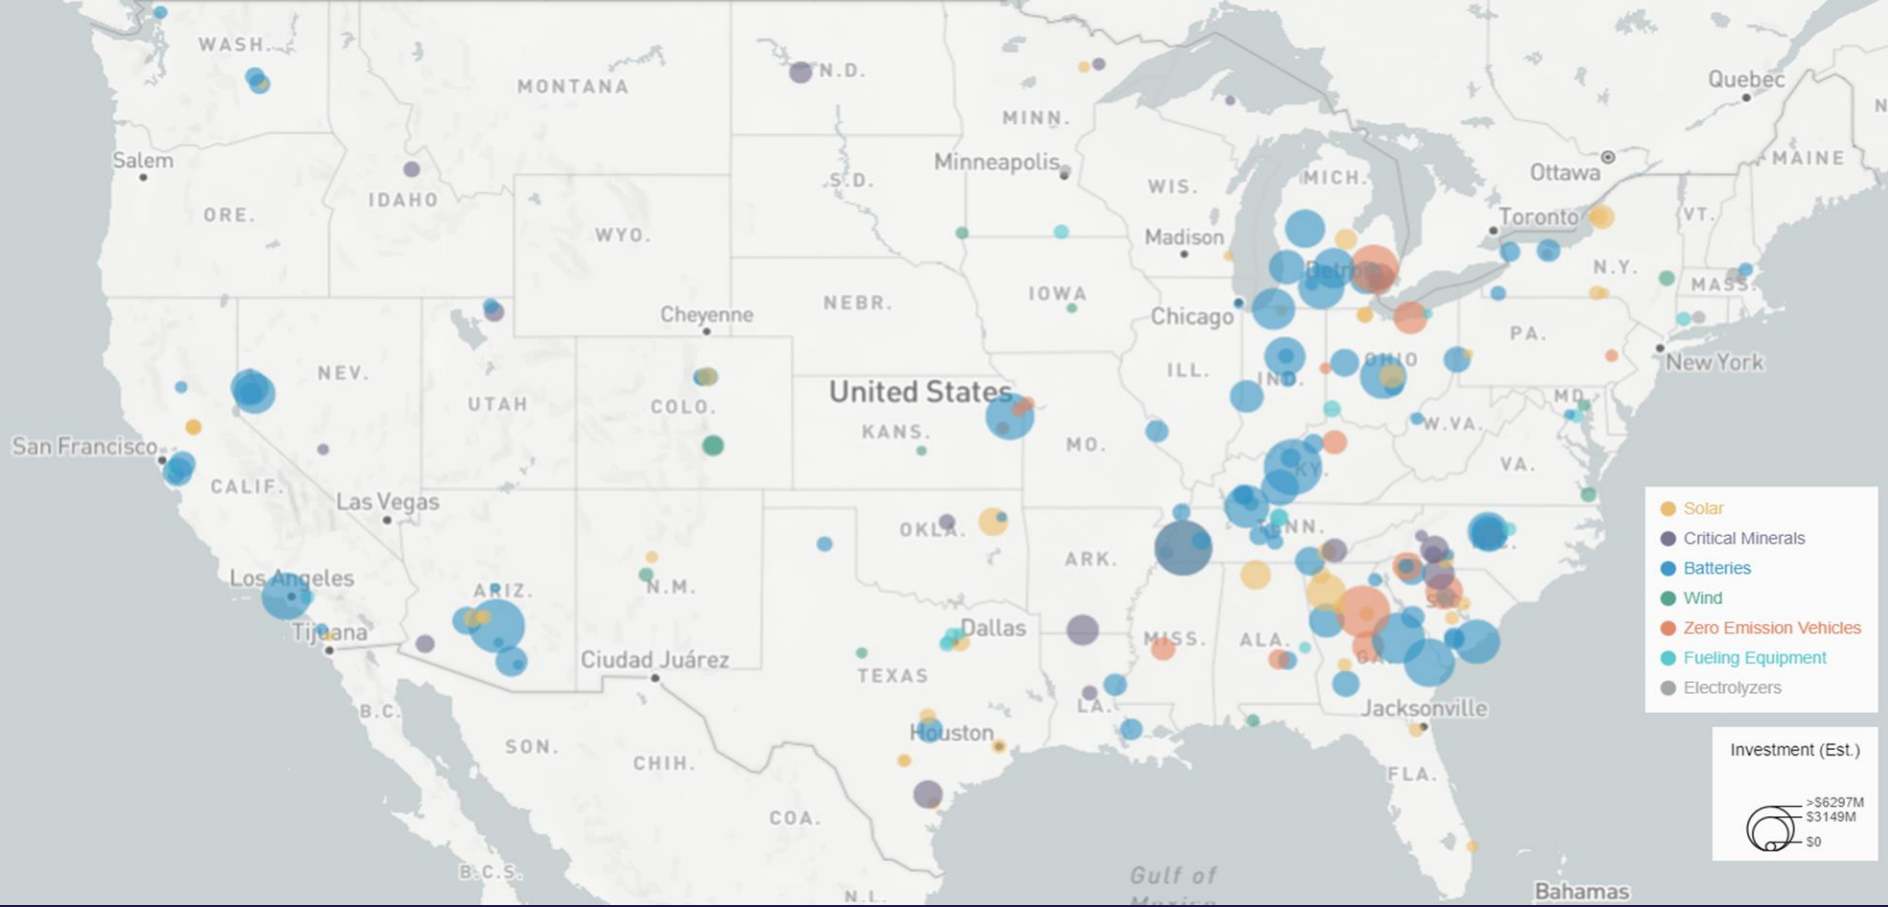 WASH.
MONTANA
N.D.
MINN.
Quebec
Salem
Minneapolis
Ottawa
MAINE
ORE.
IDAHO
S.D.
WIS.
MICH.
Toronto
VT.
WYO.
Madison
N.Y.
MASS.
Detroit
NEBR.
IOWA
Chicago
Cheyenne
PA.
New York
NEV.
UTAH
COLO.
United States
ILL.
IND.
OHIO
MD.
San Francisco
KANS.
MO.
W.VA.
CALIF.
KY.
VA.
Las Vegas
OKLA.
ARK.
TENN.
Los Angeles
ARIZ.
N.M.
S.C.
Tijuana
Dallas
MISS.
ALA.
GA.
Ciudad Juárez
TEXAS
B.C.
LA.
Jacksonville
SON.
CHIH.
Houston
FLA.
COA.
B.C.S.
N.L.
Gulf of
Mexico
Bahamas
Solar
Critical Minerals
Batteries
Wind
Zero Emission Vehicles
Fueling Equipment
Electrolyzers
Investment (Est.)
>$6297M
$3149M
$0